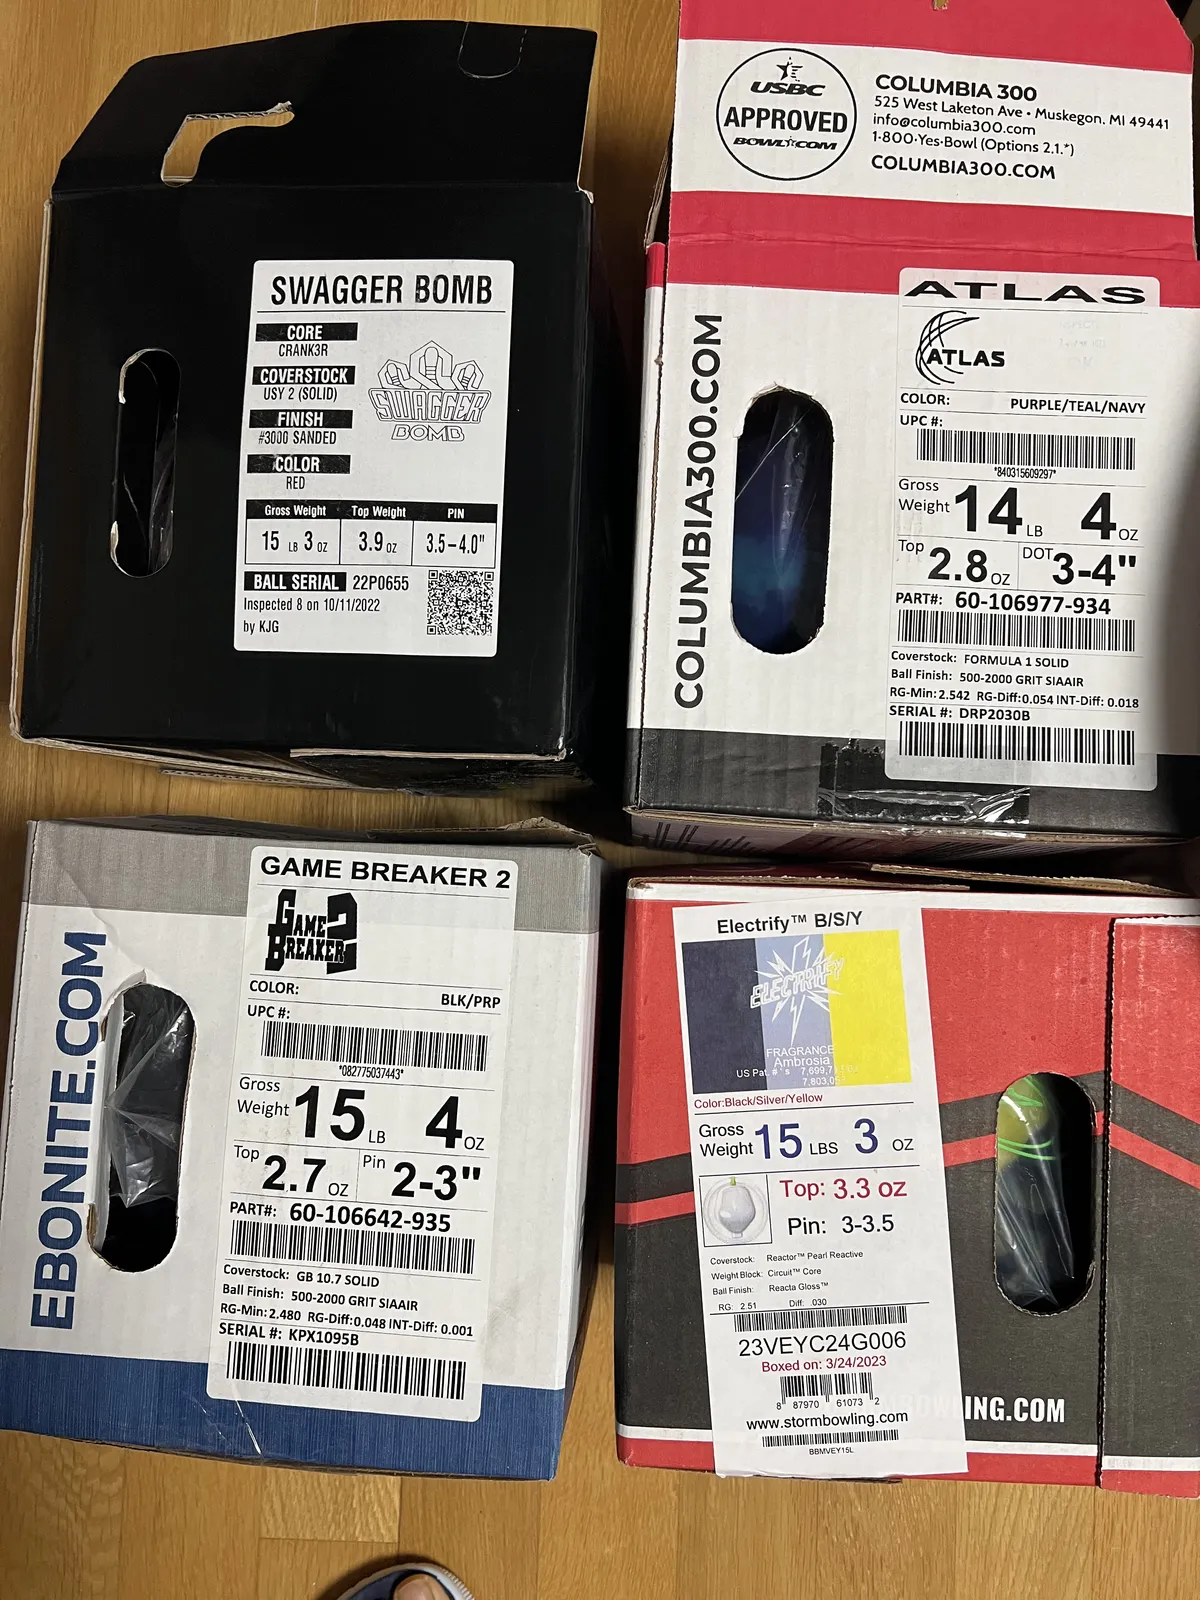 SWAGGER BOMB
CORE
CRANK3R
COVERSTOCK
USY 2 (SOLID)
FINISH
#3000 SANDED
COLOR
RED
SWAGGER
BOMB
Gross Weight Top Weight PIN
15 LB 3 OZ 3.9 OZ 3.5-4.0"
BALL SERIAL 22P0655
Inspected 8 on 10/11/2022
by KJG
USBC
APPROVED
BOWL.COM
COLUMBIA 300
525 West Laketon Ave • Muskegon, MI 49441
info@columbia300.com
1-800-Yes-Bowl (Options 2,1,*)
COLUMBIA300.COM
COLUMBIA300.COM
ATLAS
ATLAS
COLOR: PURPLE/TEAL/NAVY
UPC #:
*840315609297*
Gross Weight 14 LB 4 OZ
Top 2.8 OZ DOT 3-4"
PART#: 60-106977-934
Coverstock: FORMULA 1 SOLID
Ball Finish: 500-2000 GRIT SIAAIR
RG-Min: 2.542 RG-Diff: 0.054 INT-Diff: 0.018
SERIAL #: DRP2030B
EBONITE.COM
GAME BREAKER 2
GAME BREAKER 2
COLOR: BLK/PRP
UPC #:
*082775037443*
Gross Weight 15 LB 4 OZ
Top 2.7 OZ Pin 2-3"
PART#: 60-106642-935
Coverstock: GB 10.7 SOLID
Ball Finish: 500-2000 GRIT SIAAIR
RG-Min: 2.480 RG-Diff: 0.048 INT-Diff: 0.001
SERIAL #: KPX1095B
Electrify™ B/S/Y
ELECTRIFY
FRAGRANCE
Ambrosia
US Pat. #'s
Color:Black/Silver/Yellow
Gross Weight 15 LBS 3 OZ
Top: 3.3 oz
Pin: 3-3.5
Coverstock: Reactor™ Pearl Reactive
Weight Block: Circuit™ Core
Ball Finish: Reacta Gloss™
RG: 2.51 Diff: .030
23VEYC24G006
Boxed on: 3/24/2023
8 87970 61073 2
www.stormbowling.com
BBMVEY15L
ING.COM